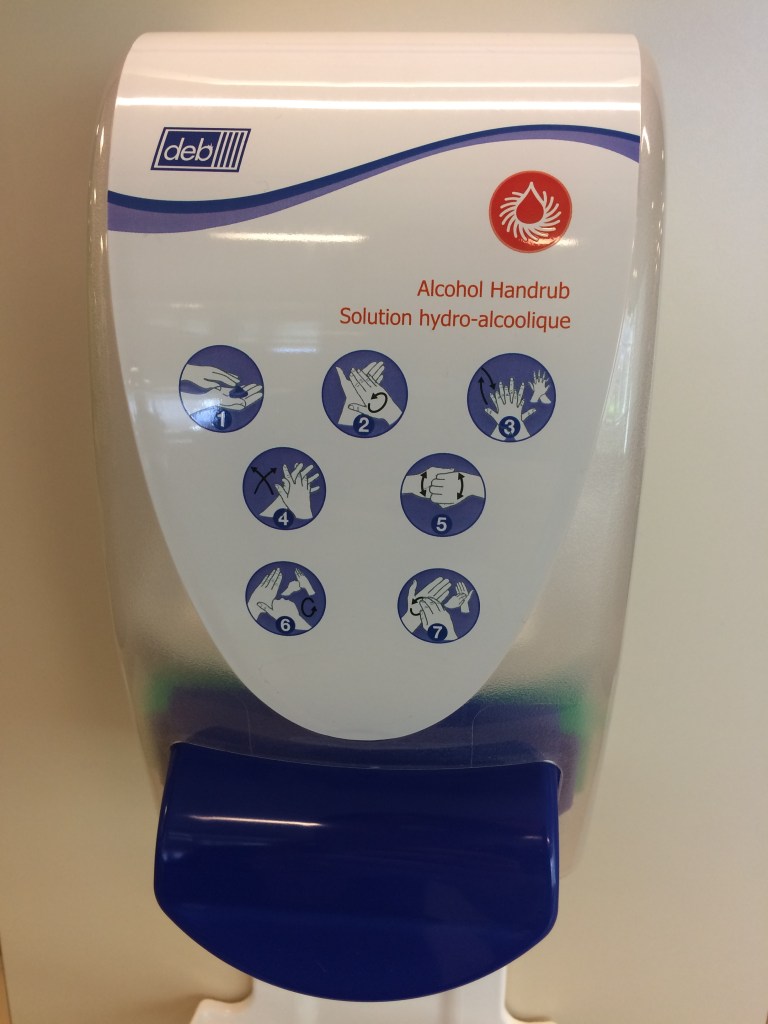 deb
Alcohol Handrub
Solution hydro-alcoolique
1 2 3
4 5
6 7